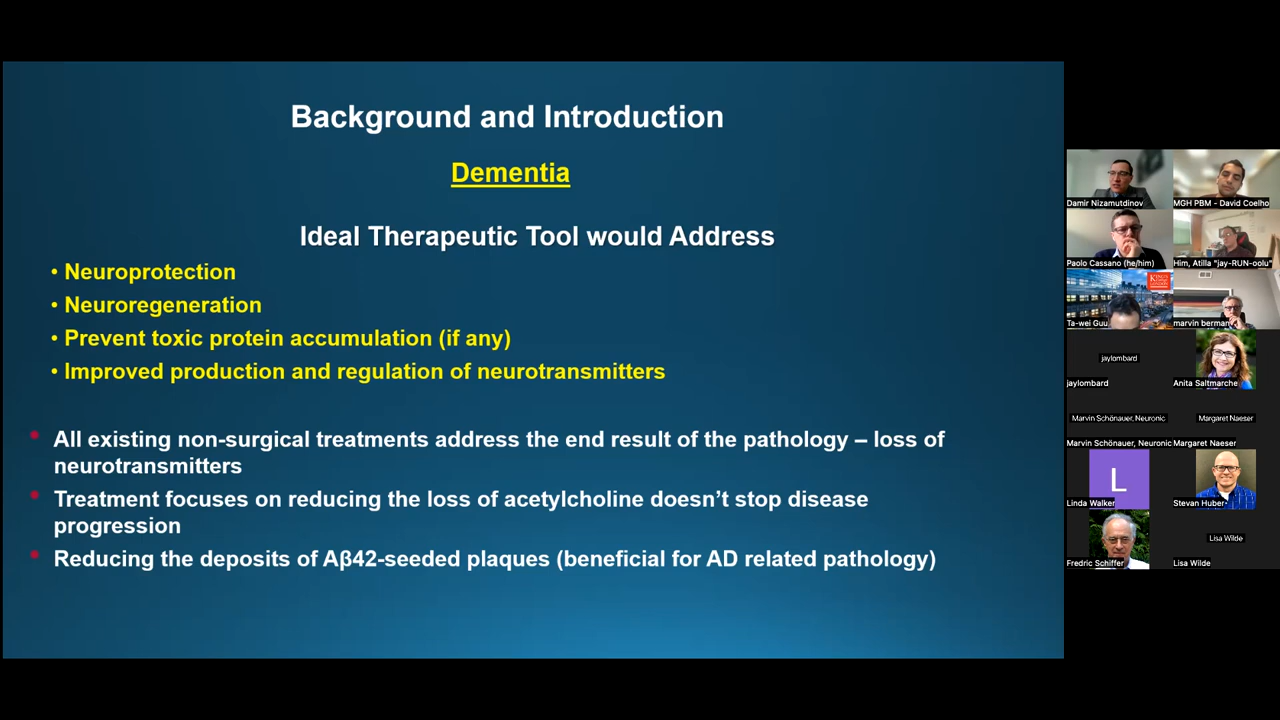 Background and Introduction
Dementia
Ideal Therapeutic Tool would Address
• Neuroprotection
• Neuroregeneration
• Prevent toxic protein accumulation (if any)
• Improved production and regulation of neurotransmitters
• All existing non-surgical treatments address the end result of the pathology – loss of
neurotransmitters
• Treatment focuses on reducing the loss of acetylcholine doesn’t stop disease
progression
• Reducing the deposits of Aβ42-seeded plaques (beneficial for AD related pathology)
Damir Nizamutdinov
MGH PBM - David Coelho
Paolo Cassano (he/him)
Him, Atilla "jay-RUN-oolu"
Ta-wei Guu
marvin berman
jaylombard
jaylombard
Anita Saltmarche
Marvin Schönauer, Neuronic
Margaret Naeser
Marvin Schönauer, Neuronic
Margaret Naeser
L
Linda Walker
Stevan Huber
Fredric Schiffer
Lisa Wilde
Lisa Wilde